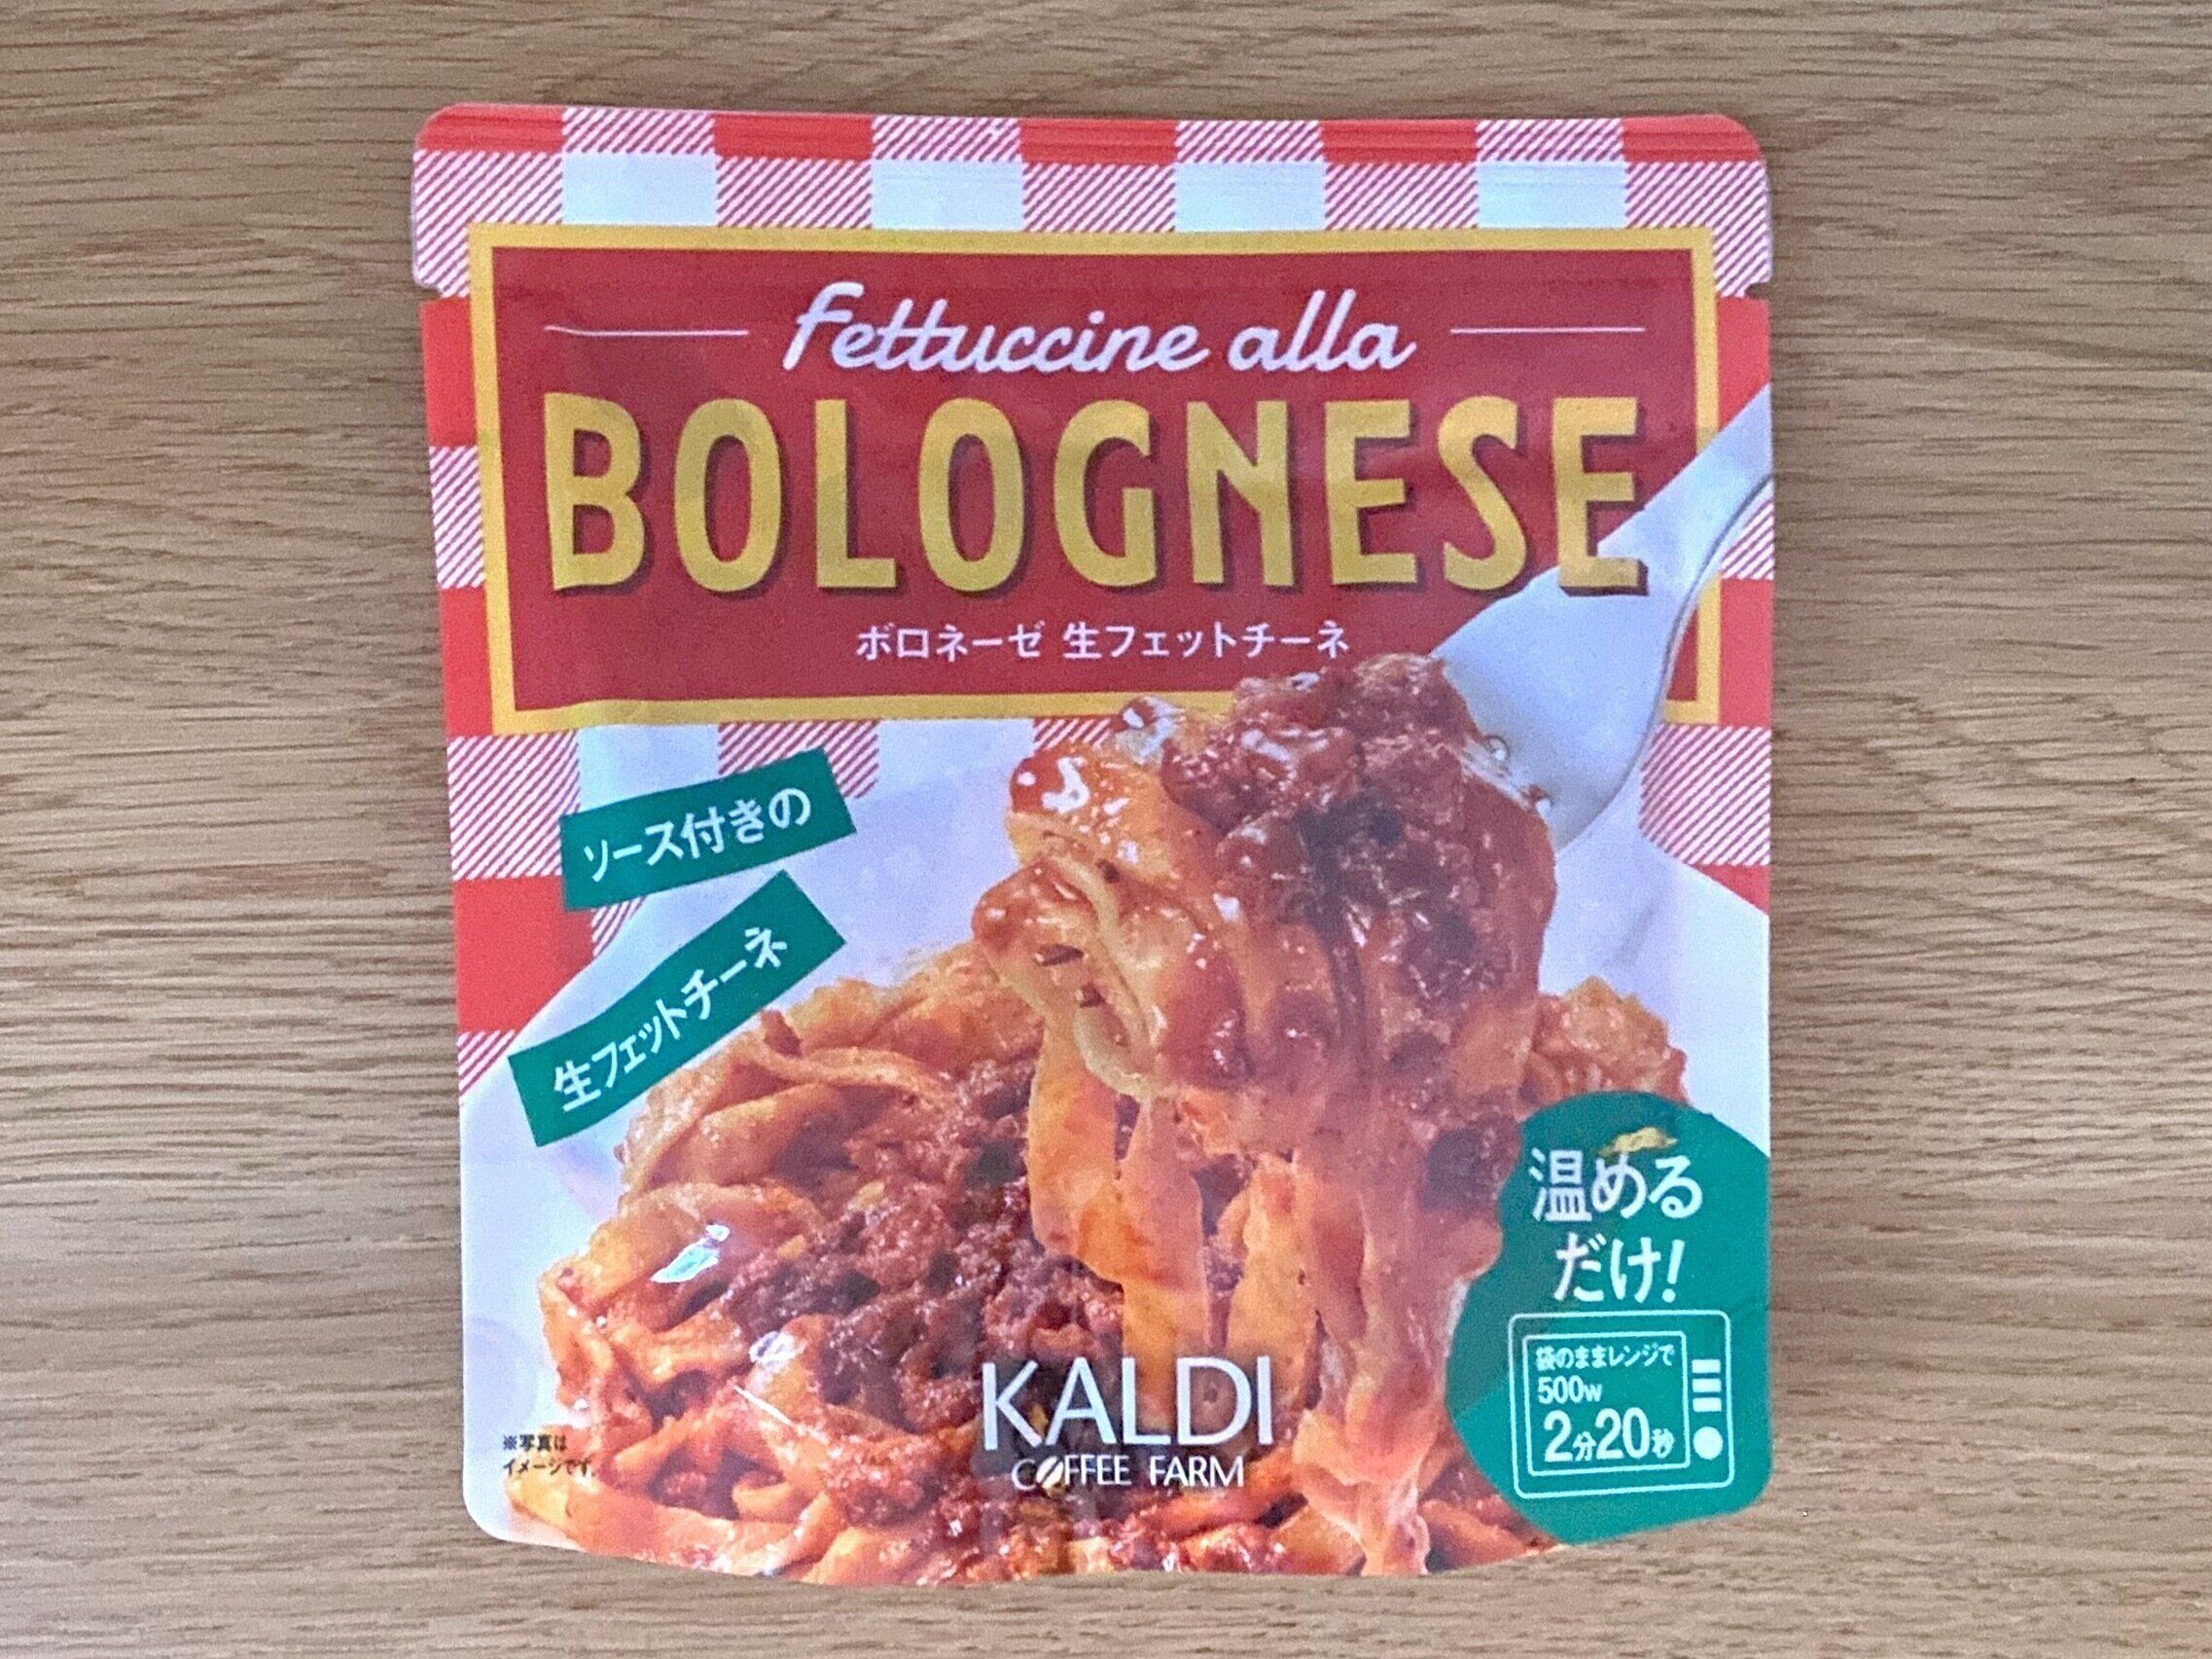 Fettuccine alla
BOLOGNESE
ボロネーゼ 生フェットチーネ
ソース付きの
生フェットチーネ
温める
だけ!
袋のままレンジで
500w
2分20秒
KALDI
COFFEE FARM
※写真は
イメージです。